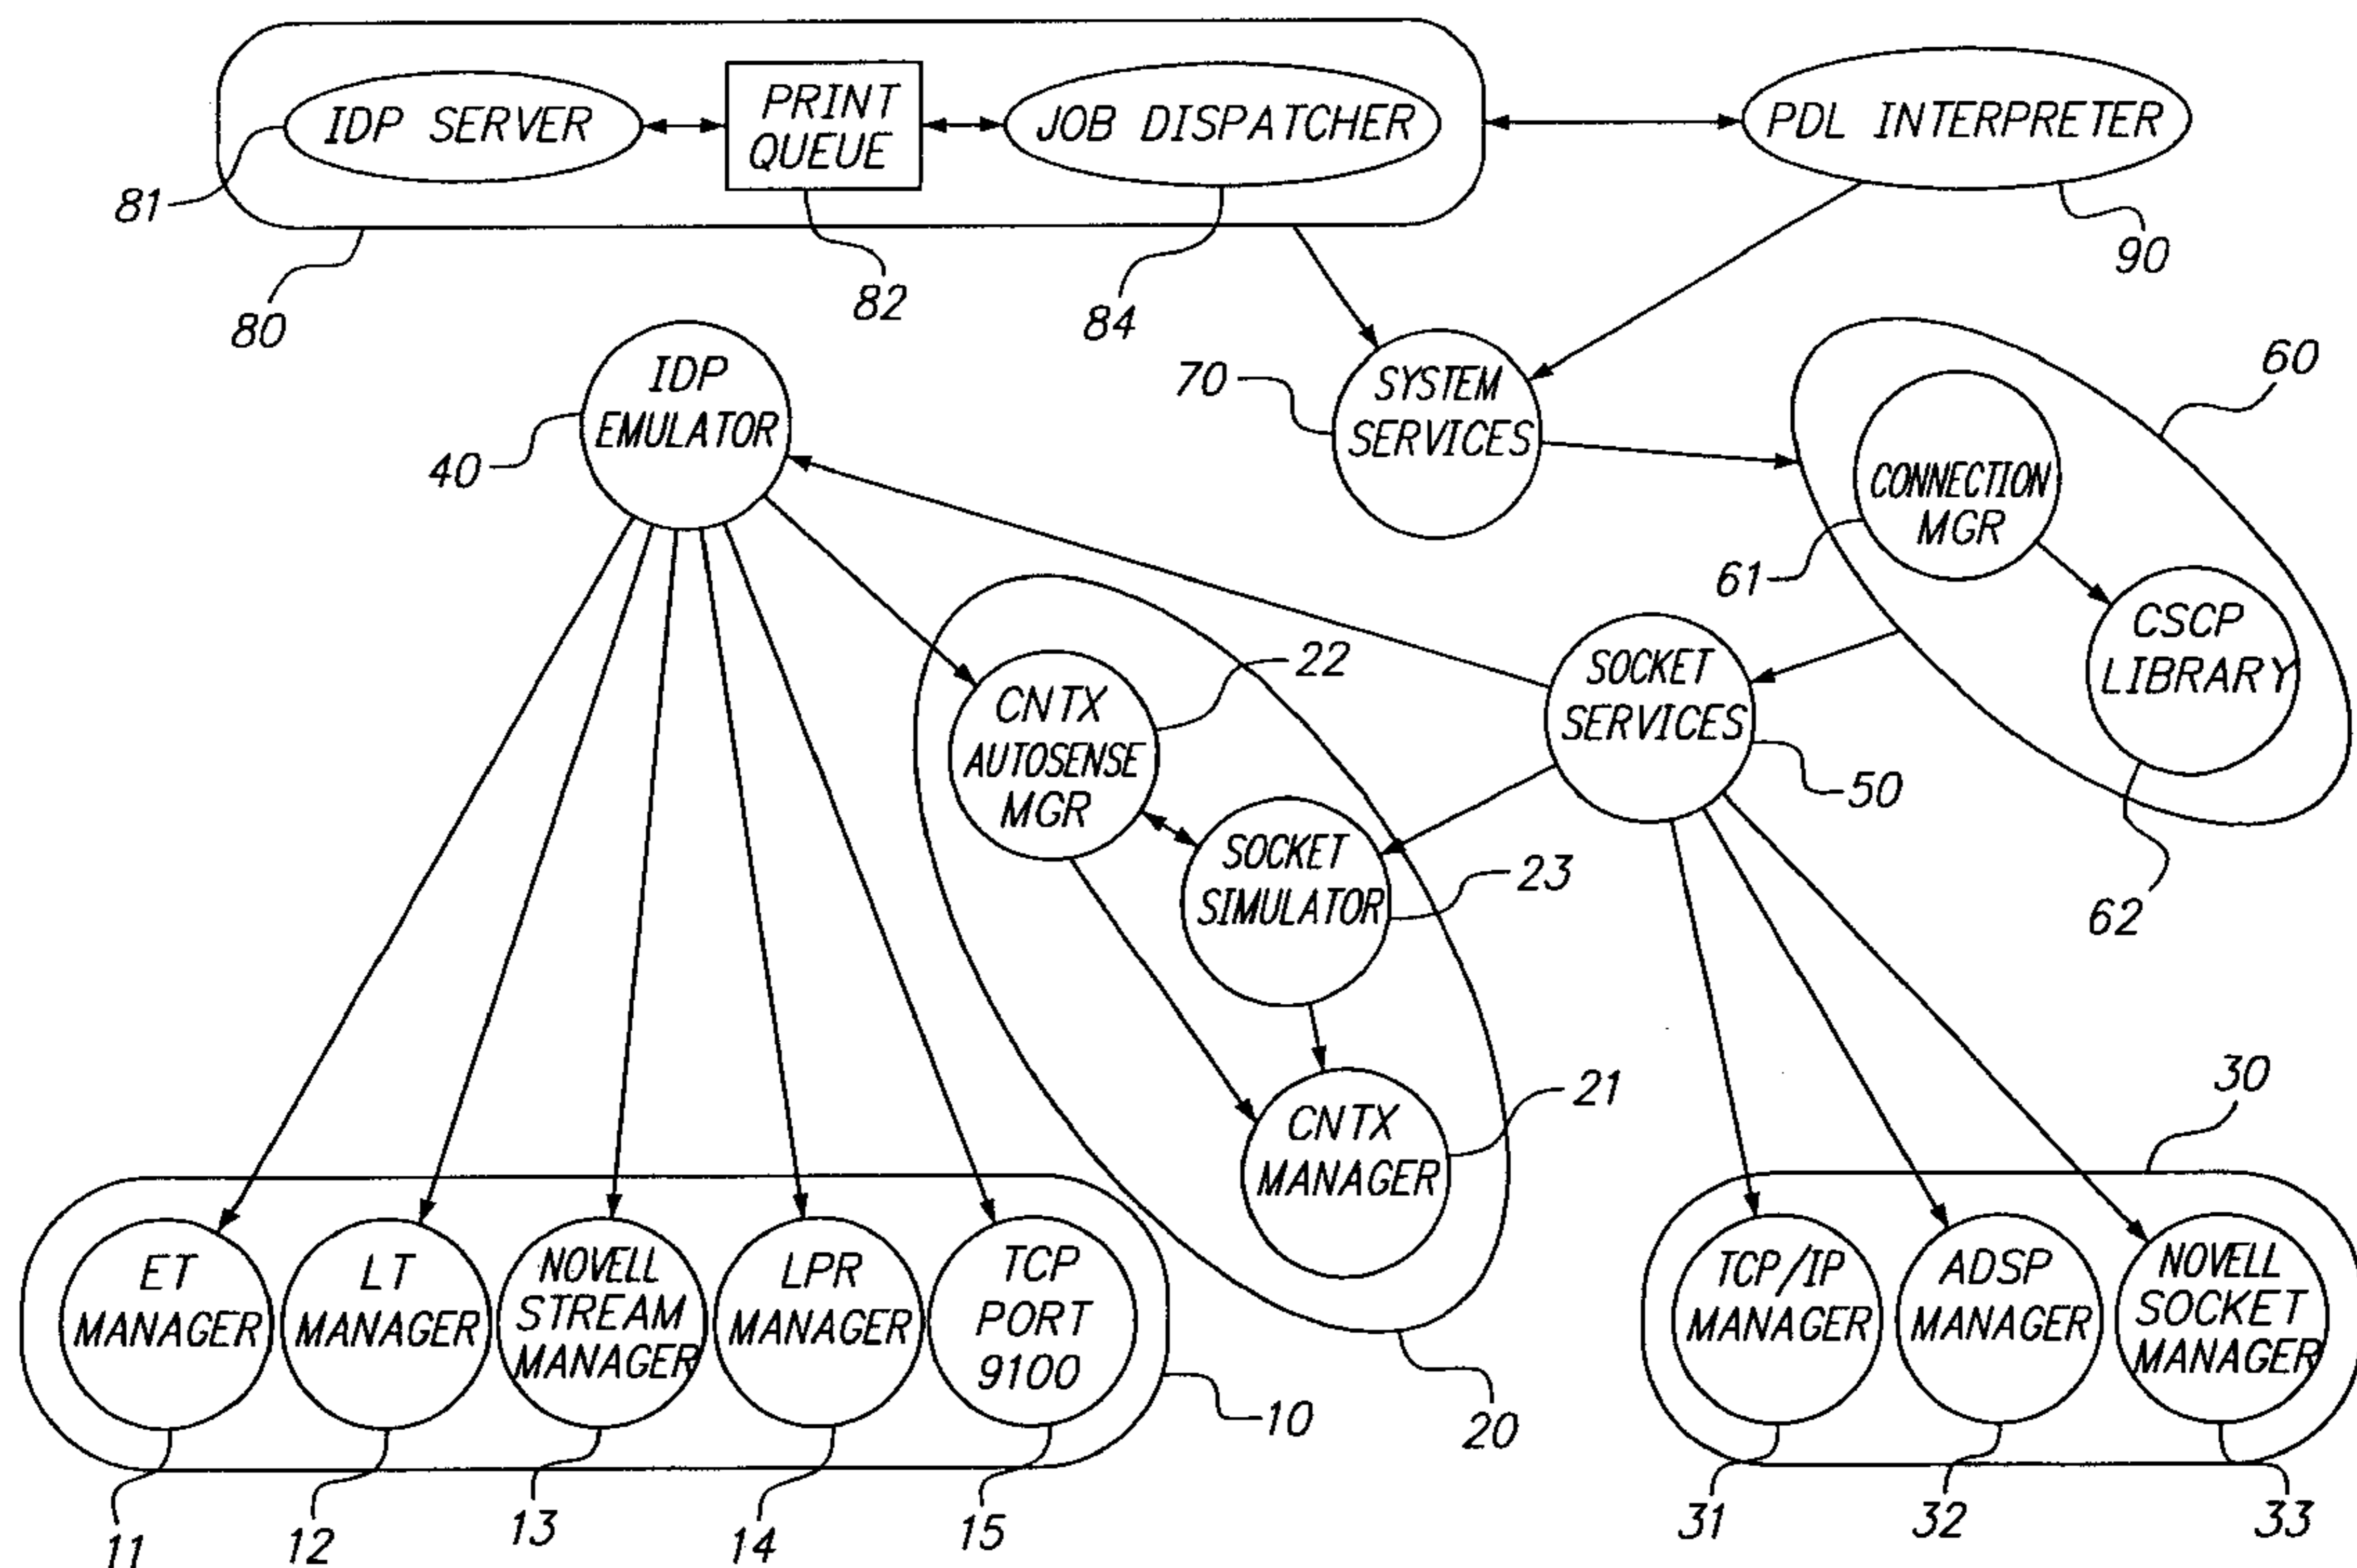 IDP SERVER
PRINT
QUEUE
JOB DISPATCHER
PDL INTERPRETER
81
80
82
84
90
IDP
EMULATOR
40
SYSTEM
SERVICES
70
60
CONNECTION
MGR
61
CSCP
LIBRARY
62
SOCKET
SERVICES
50
CNTX
AUTOSENSE
MGR
22
SOCKET
SIMULATOR
23
CNTX
MANAGER
21
20
ET
MANAGER
LT
MANAGER
NOVELL
STREAM
MANAGER
LPR
MANAGER
TCP
PORT
9100
10
11
12
13
14
15
30
TCP/IP
MANAGER
ADSP
MANAGER
NOVELL
SOCKET
MANAGER
31
32
33